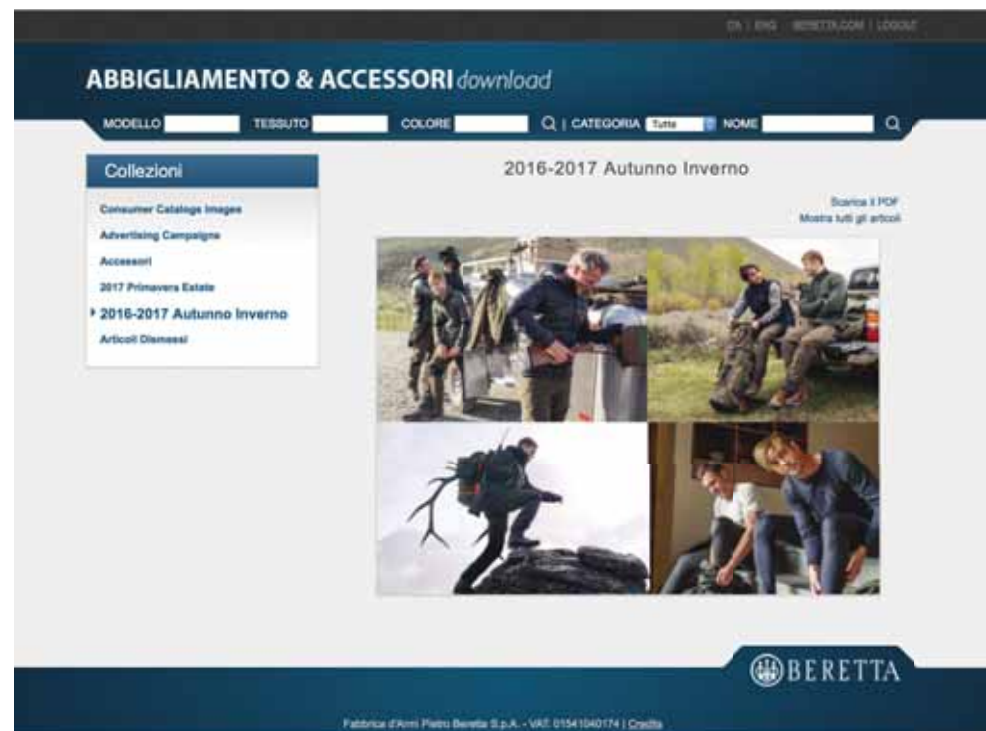 ITA | ENG BERETTA.COM | LOGOUT
ABBIGLIAMENTO & ACCESSORI download
MODELLO TESSUTO COLORE | CATEGORIA Tutte NOME
Collezioni
Consumer Catalogs Images
Advertising Campaigns
Accessori
2017 Primavera Estate
2016-2017 Autunno Inverno
Articoli Dismessi
2016-2017 Autunno Inverno
Scarica il PDF
Mostra tutti gli articoli
BERETTA
Fabbrica d'Armi Pietro Beretta S.p.A. - VAT: 01541040174 | Credits